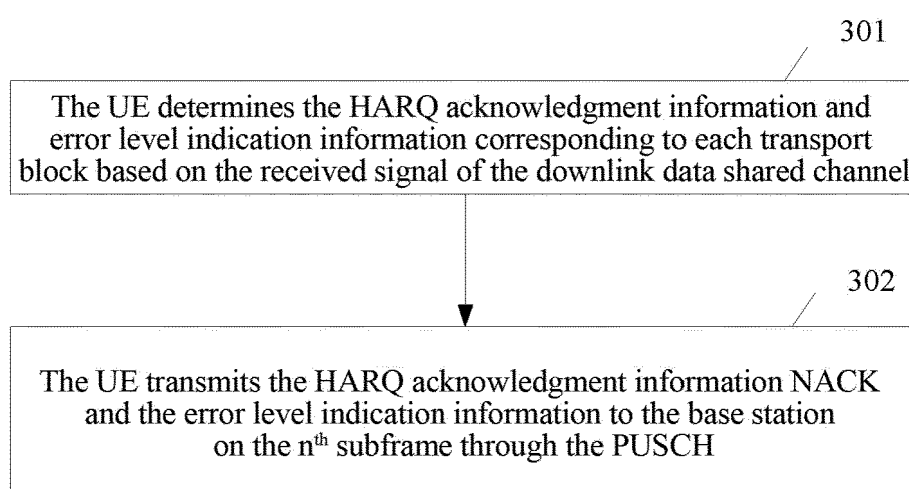 301
The UE determines the HARQ acknowledgment information and
error level indication information corresponding to each transport
block based on the received signal of the downlink data shared channel
302
The UE transmits the HARQ acknowledgment information NACK
and the error level indication information to the base station
on the nth subframe through the PUSCH